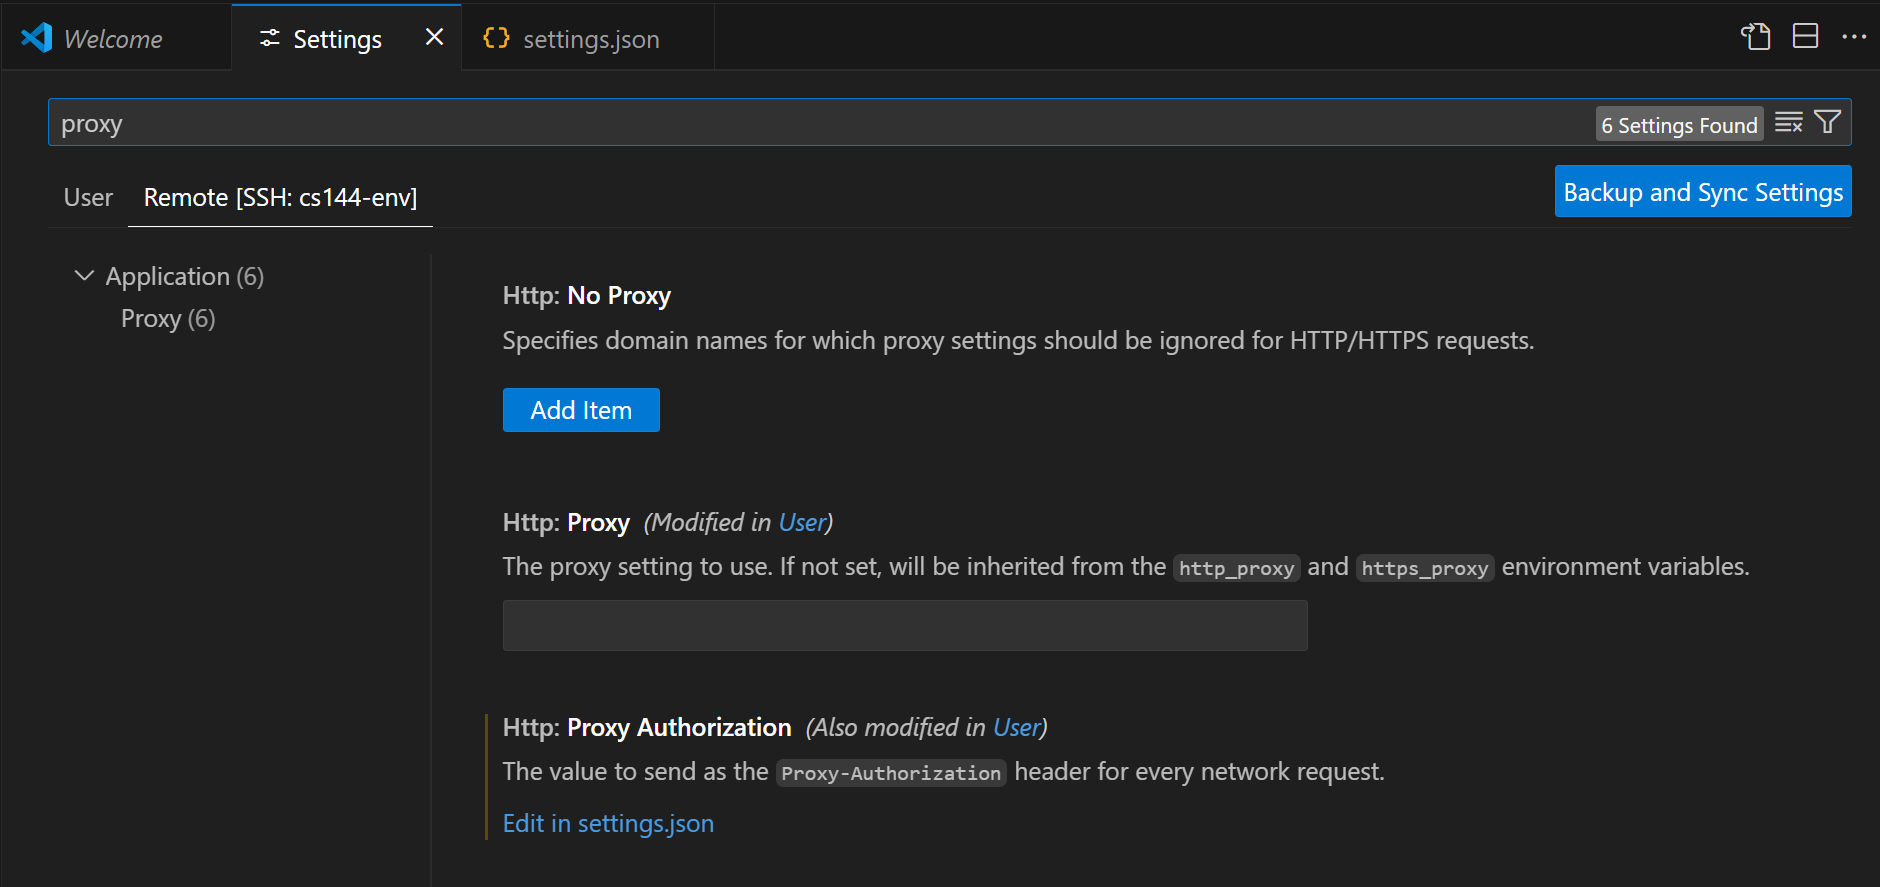 Welcome
Settings
settings.json
proxy
6 Settings Found
User
Remote [SSH: cs144-env]
Backup and Sync Settings
Application (6)
Proxy (6)
Http: No Proxy
Specifies domain names for which proxy settings should be ignored for HTTP/HTTPS requests.
Add Item
Http: Proxy (Modified in User)
The proxy setting to use. If not set, will be inherited from the http_proxy and https_proxy environment variables.
Http: Proxy Authorization (Also modified in User)
The value to send as the Proxy-Authorization header for every network request.
Edit in settings.json